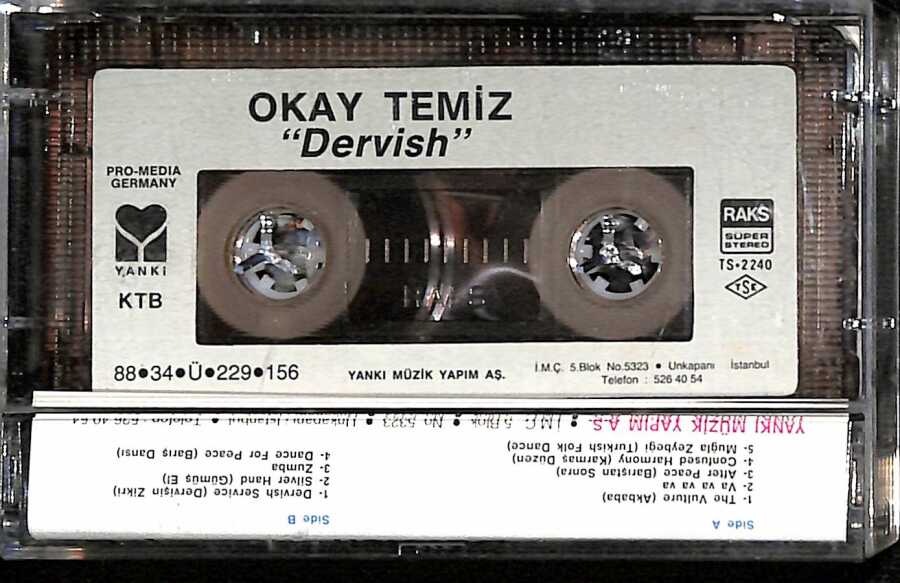 OKAY TEMİZ
“Dervish”
PRO-MEDIA
GERMANY
YANKI
KTB
RAKS
SÜPER
STEREO
TS•2240
TSE
88•34•Ü•229•156
YANKI MÜZİK YAPIM AŞ.
İ.M.Ç. 5.Blok No.5323 • Unkapanı İstanbul
Telefon : 526 40 54
Side A
1- The Vulture (Akbaba)
2- Va va va va
3- After Peace (Barıştan Sonra)
4- Confused Harmony (Karmaş Düzen)
5- Muğla Zeybeği (Turkish Folk Dance)
Side B
1- Dervish Service (Dervişin Zikri)
2- Silver Hand (Gümüş El)
3- Zumba
4- Dance For Peace (Barış Dansı)
YANKI MÜZİK YAPIM A.Ş. • İ.M.Ç. 5.Blok No. 5323 • Unkapanı / İstanbul • Telefon : 526 40 54